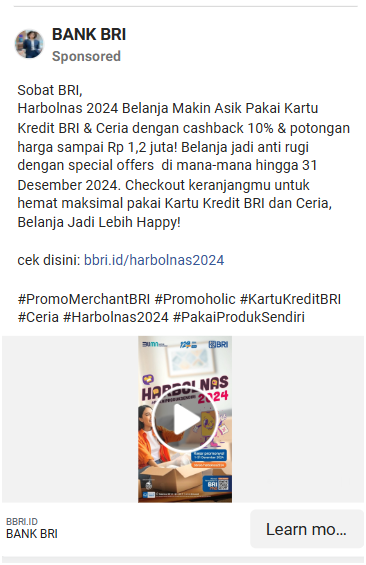 BANK BRI
Sponsored
Sobat BRI,
Harbolnas 2024 Belanja Makin Asik Pakai Kartu
Kredit BRI & Ceria dengan cashback 10% & potongan
harga sampai Rp 1,2 juta! Belanja jadi anti rugi
dengan special offers di mana-mana hingga 31
Desember 2024. Checkout keranjangmu untuk
hemat maksimal pakai Kartu Kredit BRI dan Ceria,
Belanja Jadi Lebih Happy!
cek disini: bbri.id/harbolnas2024
#PromoMerchantBRI #Promoholic #KartuKreditBRI
#Ceria #Harbolnas2024 #PakaiProdukSendiri
BRI
HARBOLNAS
2024
BBRI.ID
BANK BRI
Learn mo...